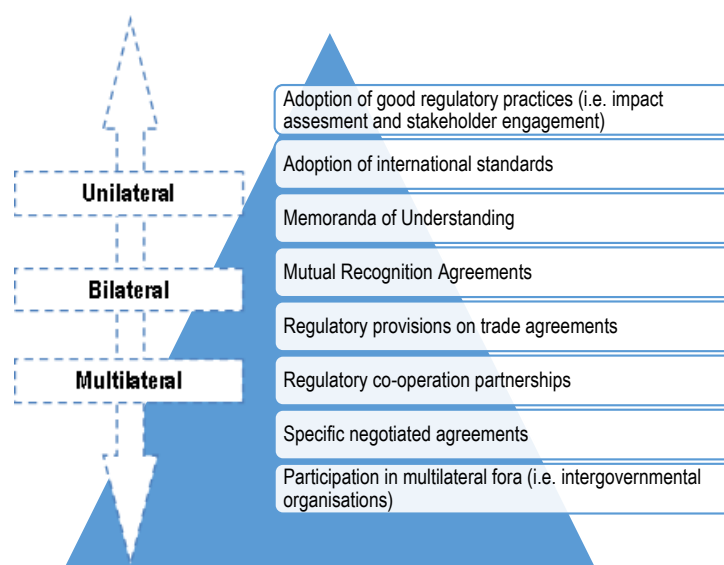 Unilateral
Bilateral
Multilateral
Adoption of good regulatory practices (i.e. impact
assesment and stakeholder engagement)
Adoption of international standards
Memoranda of Understanding
Mutual Recognition Agreements
Regulatory provisions on trade agreements
Regulatory co-operation partnerships
Specific negotiated agreements
Participation in multilateral fora (i.e. intergovernmental
organisations)